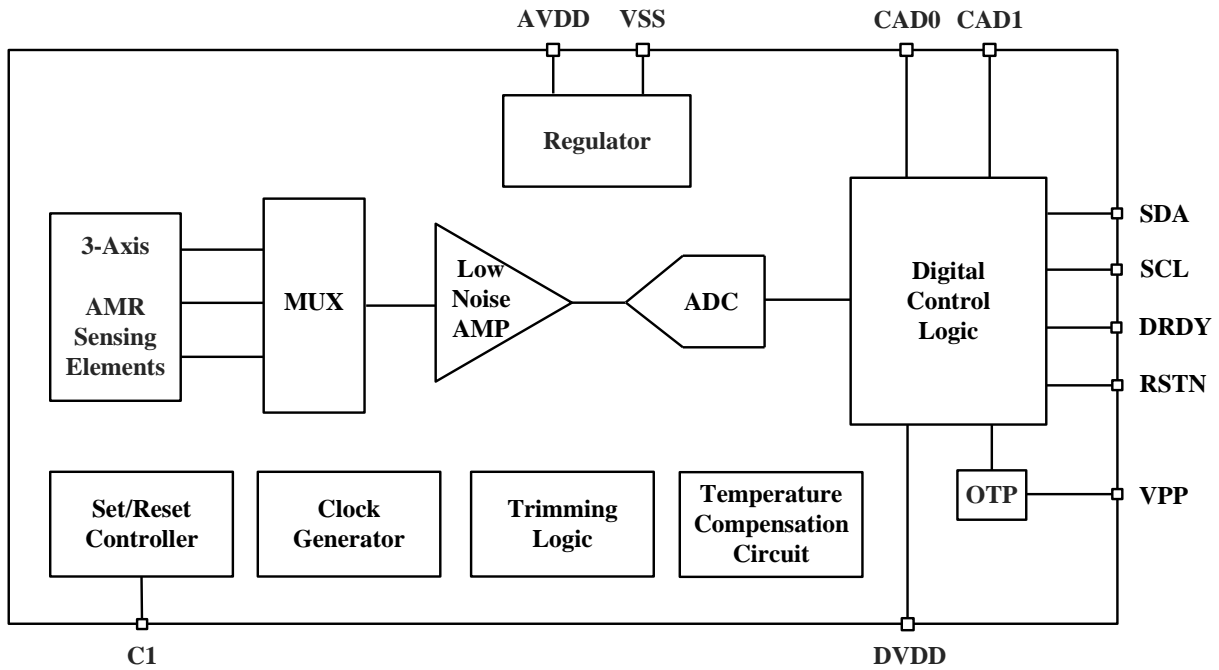 AVDD VSS CAD0 CAD1
Regulator
3-Axis
AMR
Sensing
Elements
MUX
Low
Noise
AMP
ADC
Digital
Control
Logic
SDA
SCL
DRDY
RSTN
OTP
VPP
Set/Reset
Controller
Clock
Generator
Trimming
Logic
Temperature
Compensation
Circuit
C1
DVDD